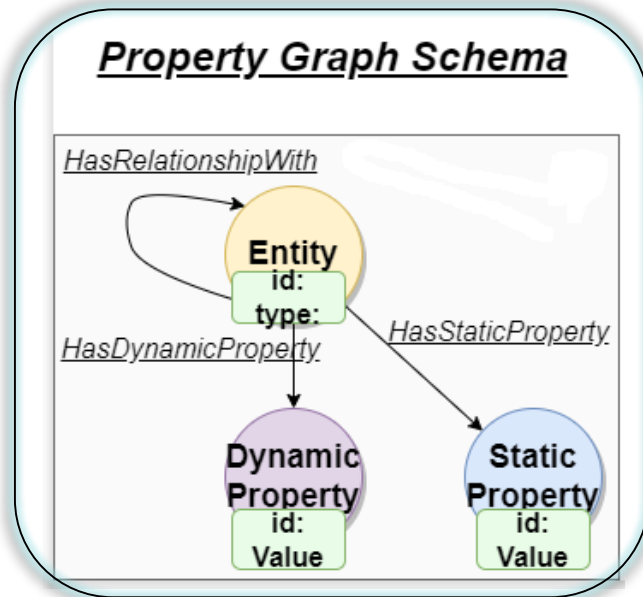 Property Graph Schema
HasRelationshipWith
Entity
id:
type:
HasDynamicProperty
HasStaticProperty
Dynamic
Property
id:
Value
Static
Property
id:
Value